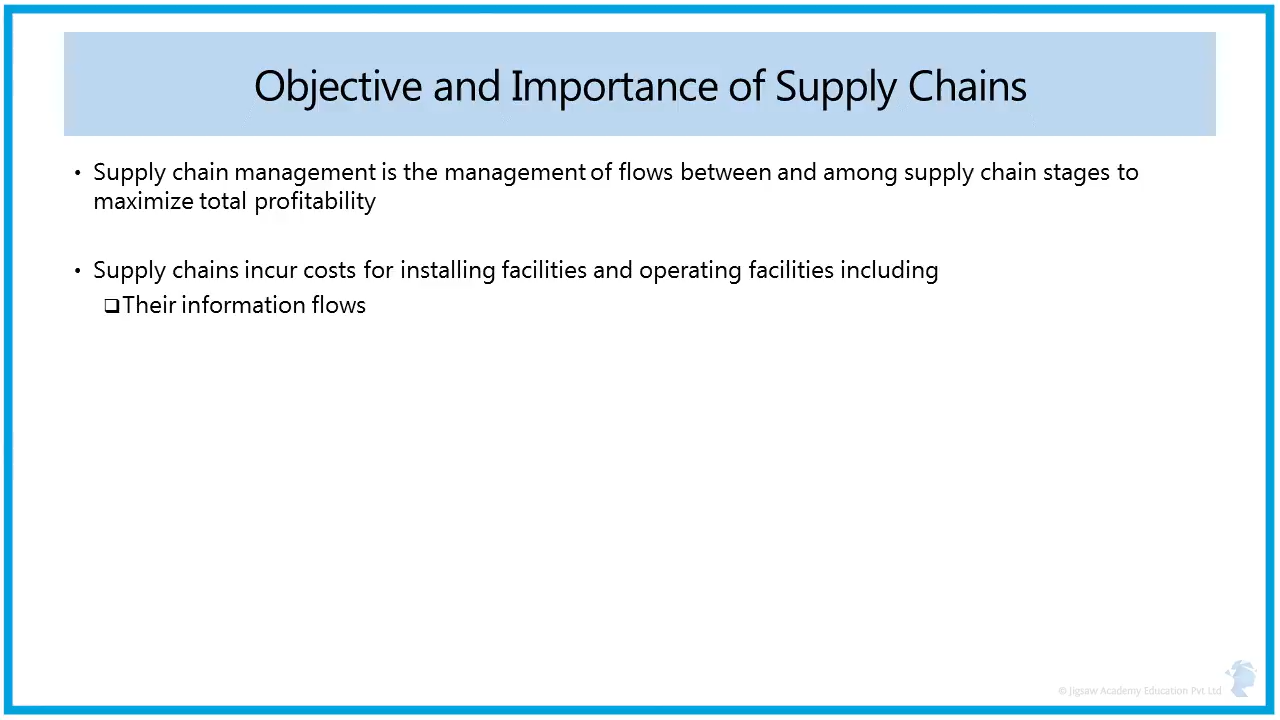 Objective and Importance of Supply Chains
• Supply chain management is the management of flows between and among supply chain stages to
maximize total profitability
• Supply chains incur costs for installing facilities and operating facilities including
❑Their information flows
© Jigsaw Academy Education Pvt Ltd